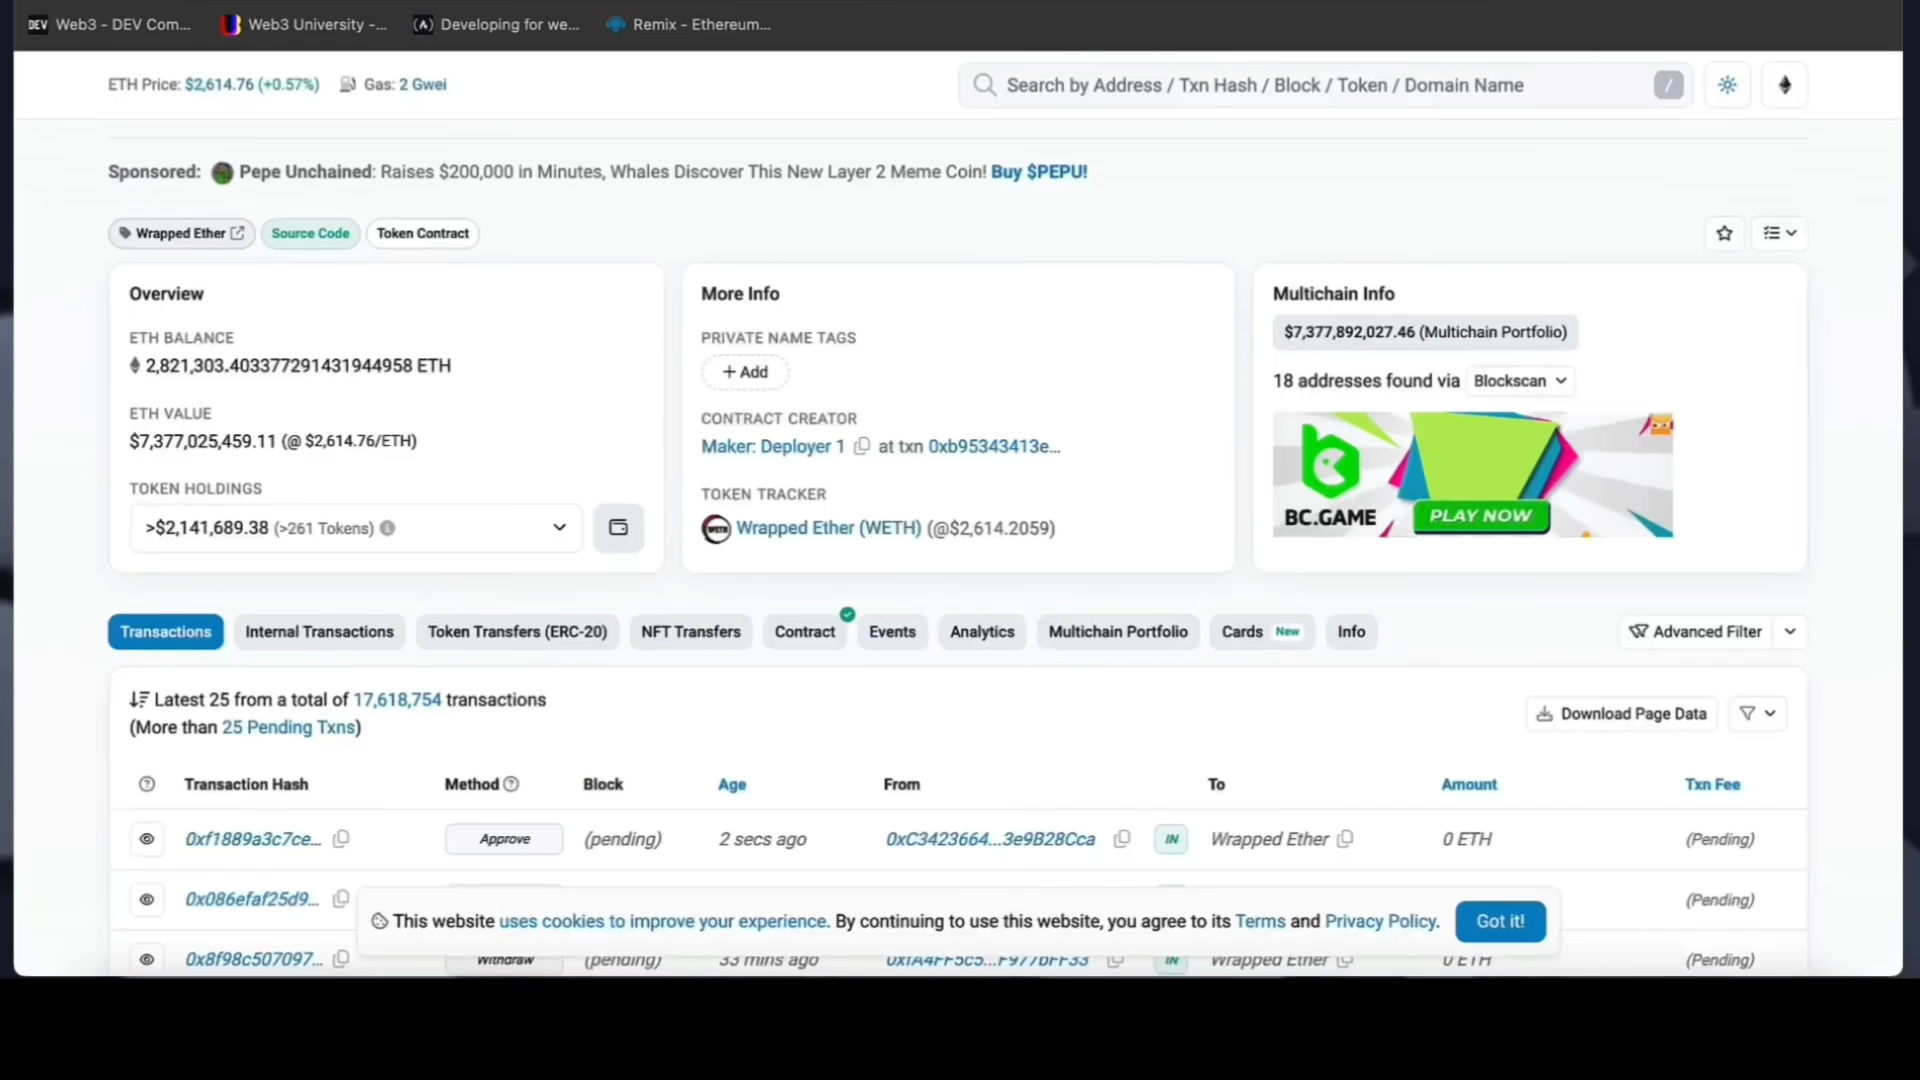 DEV Web3 - DEV Com... Web3 University -... Developing for we... Remix - Ethereum...
ETH Price: $2,614.76 (+0.57%) Gas: 2 Gwei Search by Address / Txn Hash / Block / Token / Domain Name /
Sponsored: Pepe Unchained: Raises $200,000 in Minutes, Whales Discover This New Layer 2 Meme Coin! Buy $PEPU!
Wrapped Ether Source Code Token Contract
Overview
ETH BALANCE
2,821,303.403377291431944958 ETH
ETH VALUE
$7,377,025,459.11 (@ $2,614.76/ETH)
TOKEN HOLDINGS
>$2,141,689.38 (>261 Tokens)
More Info
PRIVATE NAME TAGS
+ Add
CONTRACT CREATOR
Maker: Deployer 1 at txn 0xb95343413e...
TOKEN TRACKER
WETH Wrapped Ether (WETH) (@$2,614.2059)
Multichain Info
$7,377,892,027.46 (Multichain Portfolio)
18 addresses found via Blockscan
BC.GAME PLAY NOW
Transactions Internal Transactions Token Transfers (ERC-20) NFT Transfers Contract Events Analytics Multichain Portfolio Cards New Info Advanced Filter
Latest 25 from a total of 17,618,754 transactions
(More than 25 Pending Txns)
Download Page Data
Transaction Hash Method Block Age From To Amount Txn Fee
0xf1889a3c7ce... Approve (pending) 2 secs ago 0xC3423664...3e9B28Cca IN Wrapped Ether 0 ETH (Pending)
0x086efaf25d9... (Pending)
This website uses cookies to improve your experience. By continuing to use this website, you agree to its Terms and Privacy Policy. Got it!
0x8f98c507097... Withdraw (pending) 33 mins ago IN Wrapped Ether 0 ETH (Pending)